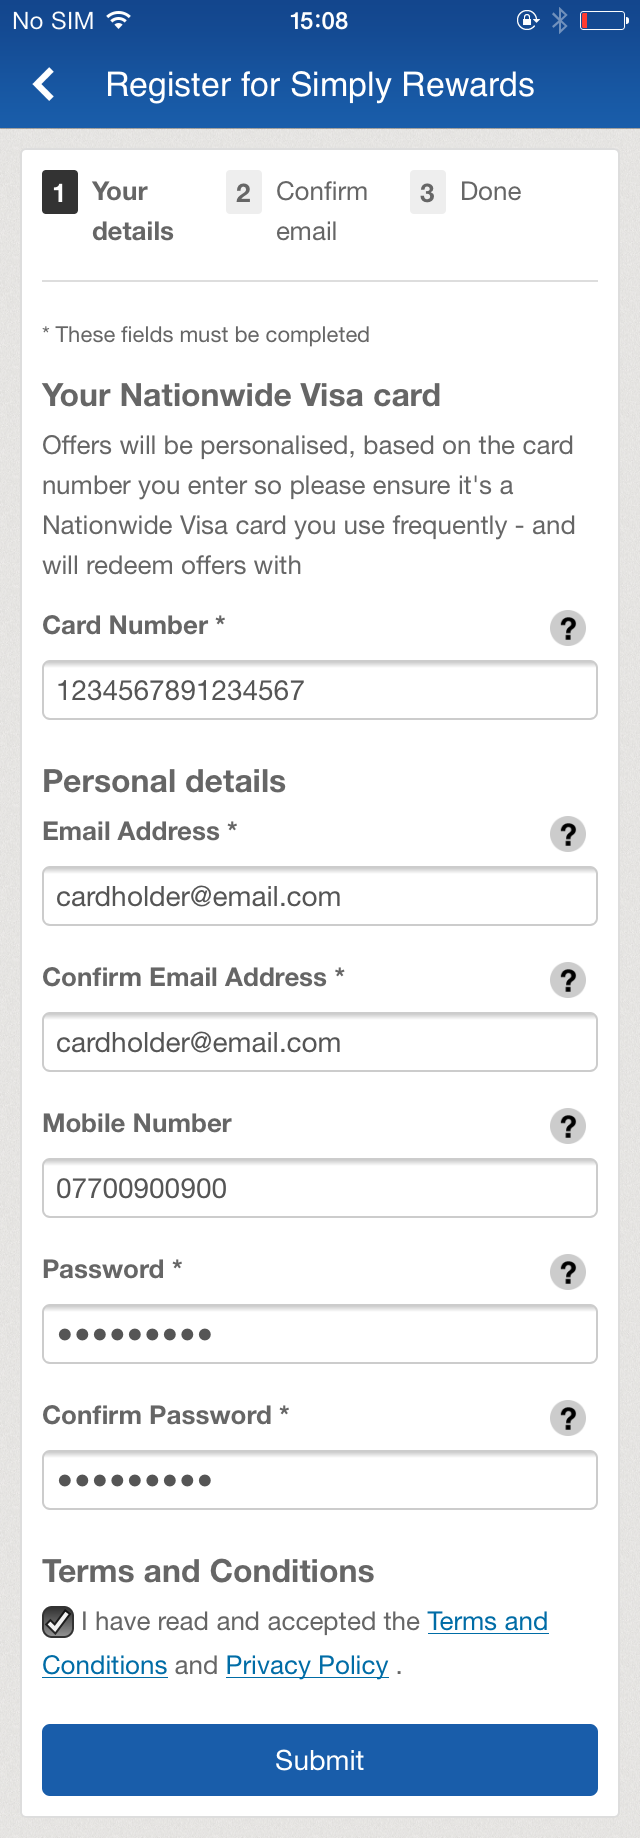 No SIM 15:08
Register for Simply Rewards
1 Your details
2 Confirm email
3 Done
* These fields must be completed
Your Nationwide Visa card
Offers will be personalised, based on the card
number you enter so please ensure it's a
Nationwide Visa card you use frequently - and
will redeem offers with
Card Number * ?
1234567891234567
Personal details
Email Address * ?
cardholder@email.com
Confirm Email Address * ?
cardholder@email.com
Mobile Number ?
07700900900
Password * ?
•••••••••
Confirm Password * ?
•••••••••
Terms and Conditions
I have read and accepted the Terms and
Conditions and Privacy Policy .
Submit